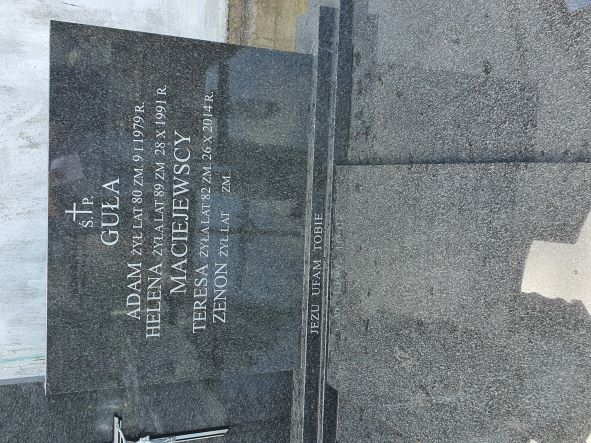 Ś. † P.
GUŁA
ADAM ŻYŁ LAT 80 ZM. 9 I 1979 R.
HELENA ŻYŁA LAT 89 ZM 28 X 1991 R.
MACIEJEWSCY
TERESA ŻYŁA LAT 82 ZM. 26 X 2014 R.
ZENON ŻYŁ LAT ZM.
JEZU UFAM TOBIE